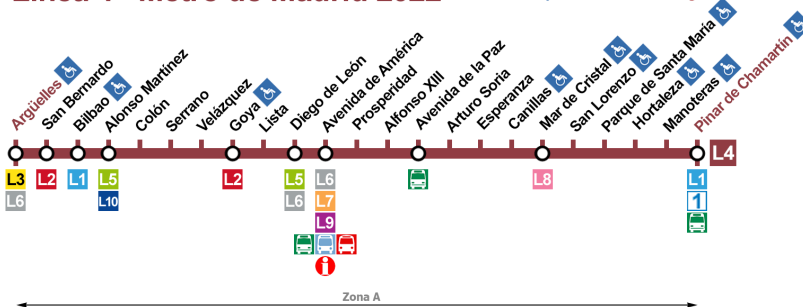 Argüelles
San Bernardo
Bilbao
Alonso Martínez
Colón
Serrano
Velázquez
Goya
Lista
Diego de León
Avenida de América
Prosperidad
Alfonso XIII
Avenida de la Paz
Arturo Soria
Esperanza
Canillas
Mar de Cristal
San Lorenzo
Parque de Santa María
Hortaleza
Manoteras
Pinar de Chamartín
L4
L3 L2 L1 L5 L2 L5 L6 L8 L1
L6 L10 L6 L7 1
L9
i
Zona A